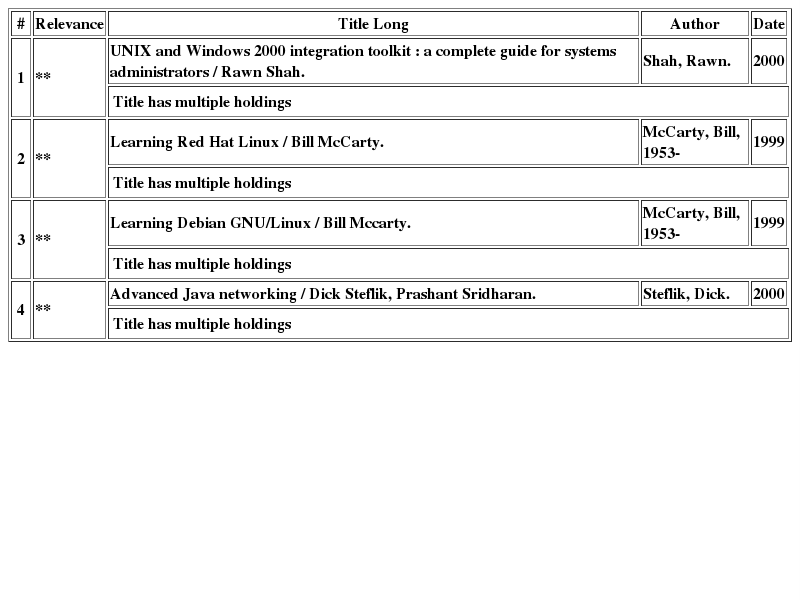 # Relevance Title Long Author Date
1 ** UNIX and Windows 2000 integration toolkit : a complete guide for systems administrators / Rawn Shah. Shah, Rawn. 2000
Title has multiple holdings
2 ** Learning Red Hat Linux / Bill McCarty. McCarty, Bill, 1953- 1999
Title has multiple holdings
3 ** Learning Debian GNU/Linux / Bill Mccarty. McCarty, Bill, 1953- 1999
Title has multiple holdings
4 ** Advanced Java networking / Dick Steflik, Prashant Sridharan. Steflik, Dick. 2000
Title has multiple holdings